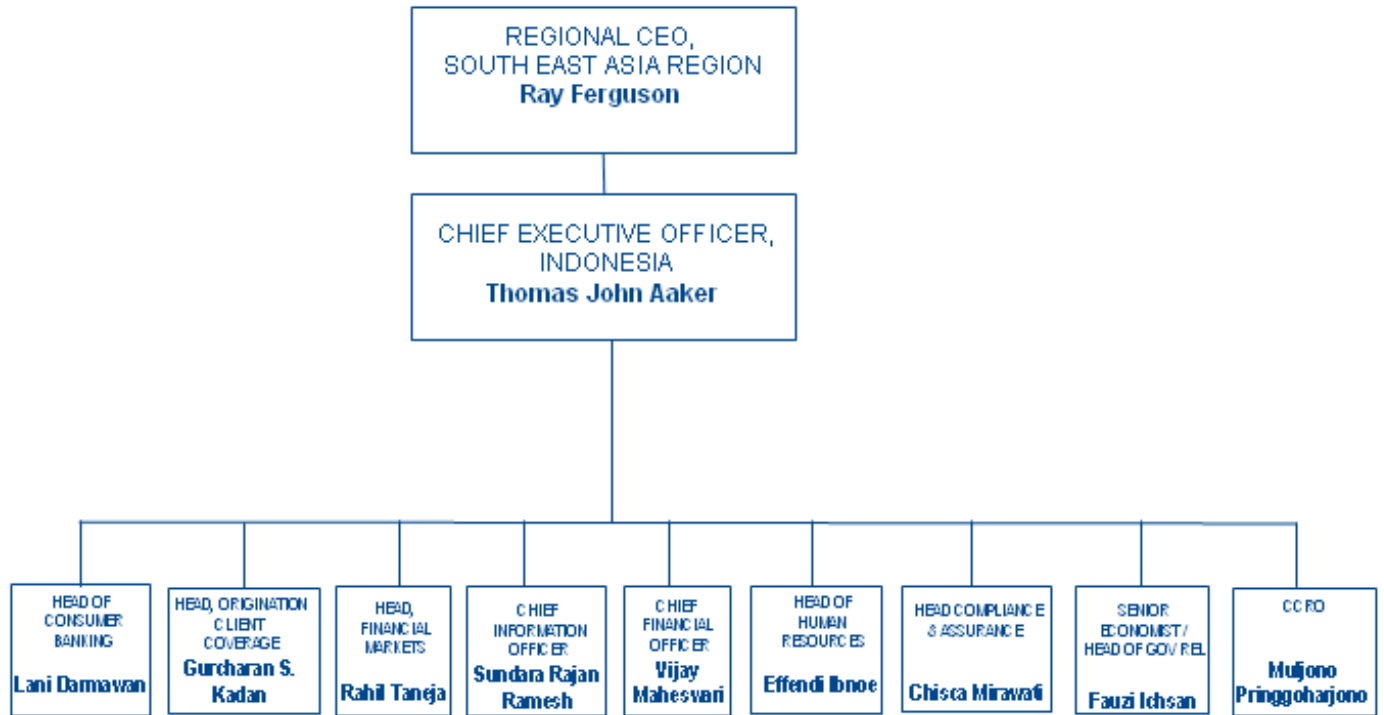 REGIONAL CEO,
SOUTH EAST ASIA REGION
Ray Ferguson
CHIEF EXECUTIVE OFFICER,
INDONESIA
Thomas John Aaker
HEAD OF
CONSUMER
BANKING
Lani Darmawan
HEAD, ORIGINATION
CLIENT
COVERAGE
Gurcharan S.
Kadan
HEAD,
FINANCIAL
MARKETS
Rahil Taneja
CHIEF
INFORMATION
OFFICER
Sundara Rajan
Ramesh
CHIEF
FINANCIAL
OFFICER
Vijay
Maheswari
HEAD OF
HUMAN
RESOURCES
Effendi Ibnoe
HEAD COMPLIANCE
& ASSURANCE
Chisca Mirawati
SENIOR
ECONOMIST /
HEAD OF GOV REL
Fauzi Ichsan
CCRO
Muljono
Pringgoharjono